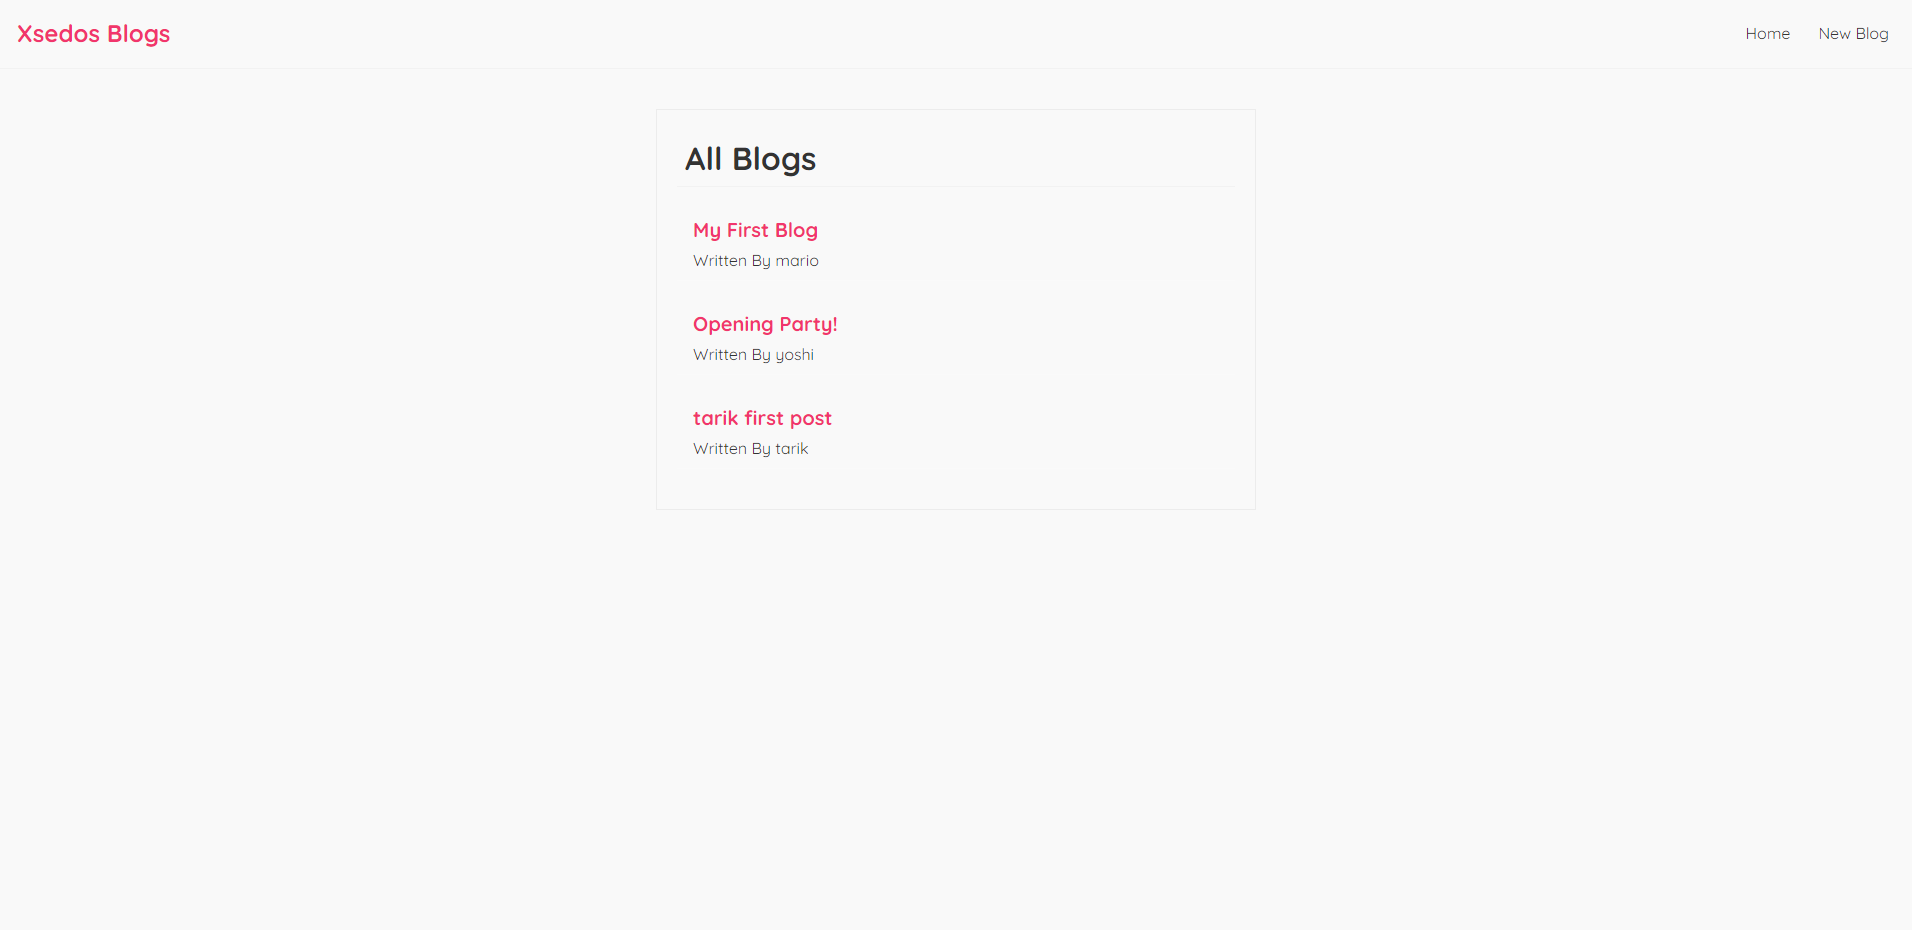 Xsedos Blogs
Home
New Blog
All Blogs
My First Blog
Written By mario
Opening Party!
Written By yoshi
tarik first post
Written By tarik